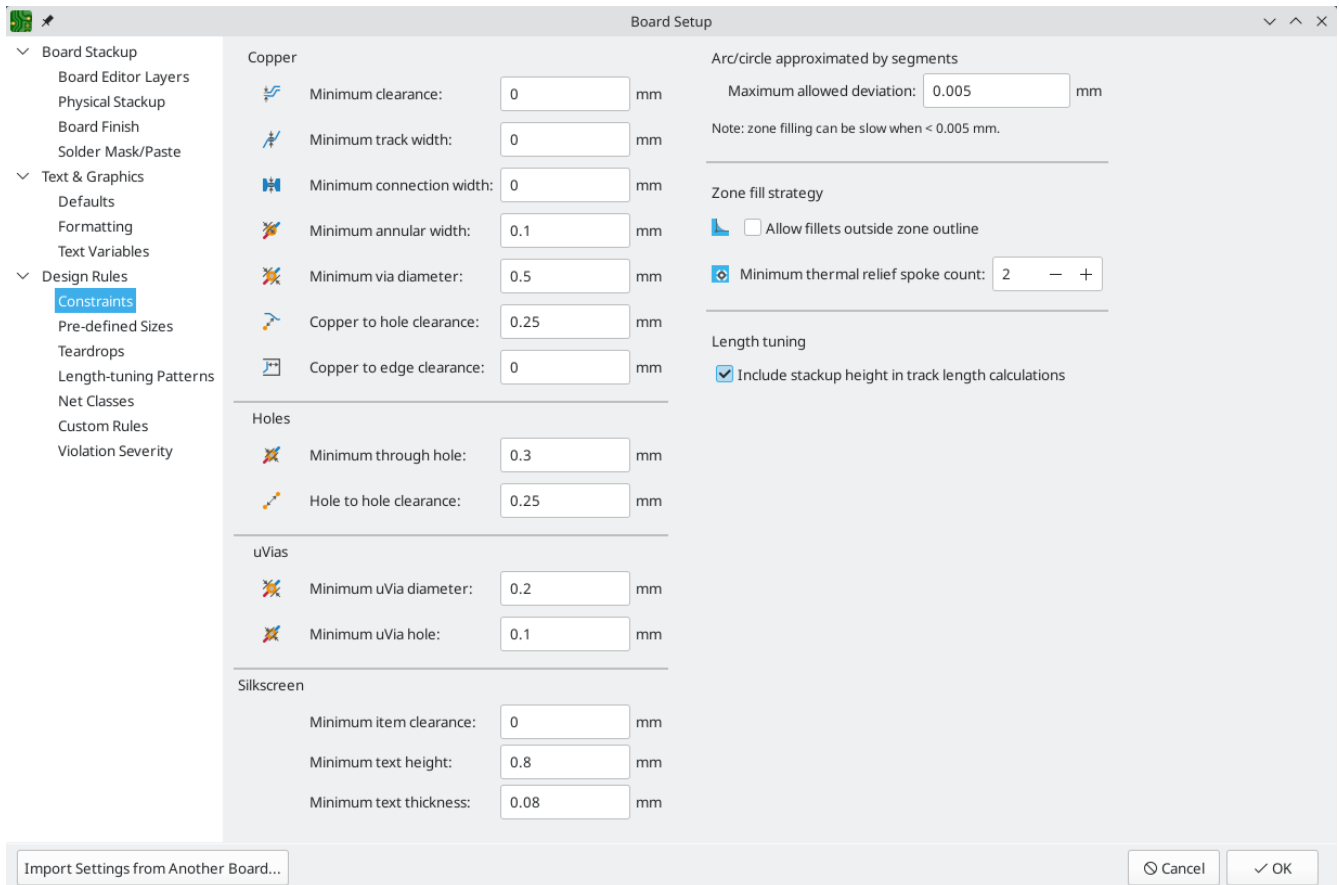 Board Setup
Board Stackup
Board Editor Layers
Physical Stackup
Board Finish
Solder Mask/Paste
Text & Graphics
Defaults
Formatting
Text Variables
Design Rules
Constraints
Pre-defined Sizes
Teardrops
Length-tuning Patterns
Net Classes
Custom Rules
Violation Severity
Copper
Minimum clearance: 0 mm
Minimum track width: 0 mm
Minimum connection width: 0 mm
Minimum annular width: 0.1 mm
Minimum via diameter: 0.5 mm
Copper to hole clearance: 0.25 mm
Copper to edge clearance: 0 mm
Holes
Minimum through hole: 0.3 mm
Hole to hole clearance: 0.25 mm
uVias
Minimum uVia diameter: 0.2 mm
Minimum uVia hole: 0.1 mm
Silkscreen
Minimum item clearance: 0 mm
Minimum text height: 0.8 mm
Minimum text thickness: 0.08 mm
Arc/circle approximated by segments
Maximum allowed deviation: 0.005 mm
Note: zone filling can be slow when < 0.005 mm.
Zone fill strategy
Allow fillets outside zone outline
Minimum thermal relief spoke count: 2 − +
Length tuning
Include stackup height in track length calculations
Import Settings from Another Board...
Cancel
OK